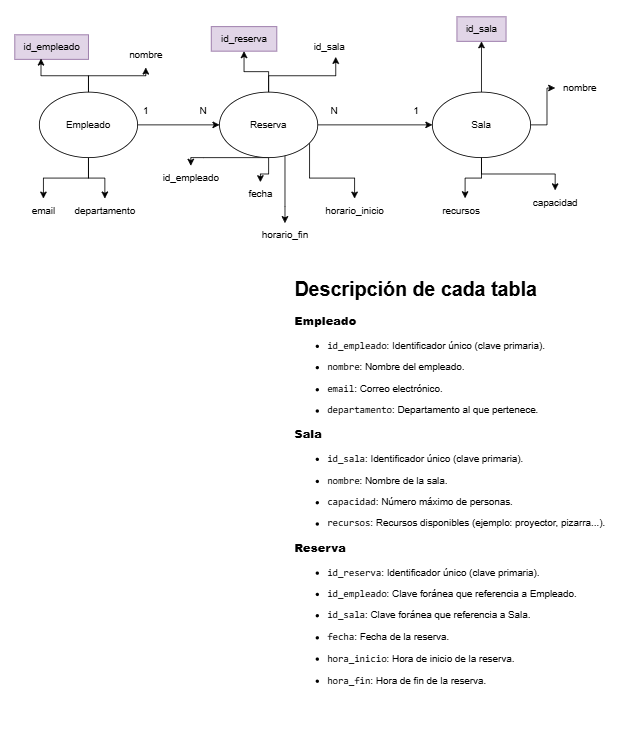 id_empleado
nombre
id_reserva
id_sala
id_sala
nombre
Empleado
1
N
Reserva
N
1
Sala
email
departamento
id_empleado
fecha
horario_fin
horario_inicio
recursos
capacidad
Descripción de cada tabla
Empleado
• id_empleado: Identificador único (clave primaria).
• nombre: Nombre del empleado.
• email: Correo electrónico.
• departamento: Departamento al que pertenece.
Sala
• id_sala: Identificador único (clave primaria).
• nombre: Nombre de la sala.
• capacidad: Número máximo de personas.
• recursos: Recursos disponibles (ejemplo: proyector, pizarra...).
Reserva
• id_reserva: Identificador único (clave primaria).
• id_empleado: Clave foránea que referencia a Empleado.
• id_sala: Clave foránea que referencia a Sala.
• fecha: Fecha de la reserva.
• hora_inicio: Hora de inicio de la reserva.
• hora_fin: Hora de fin de la reserva.